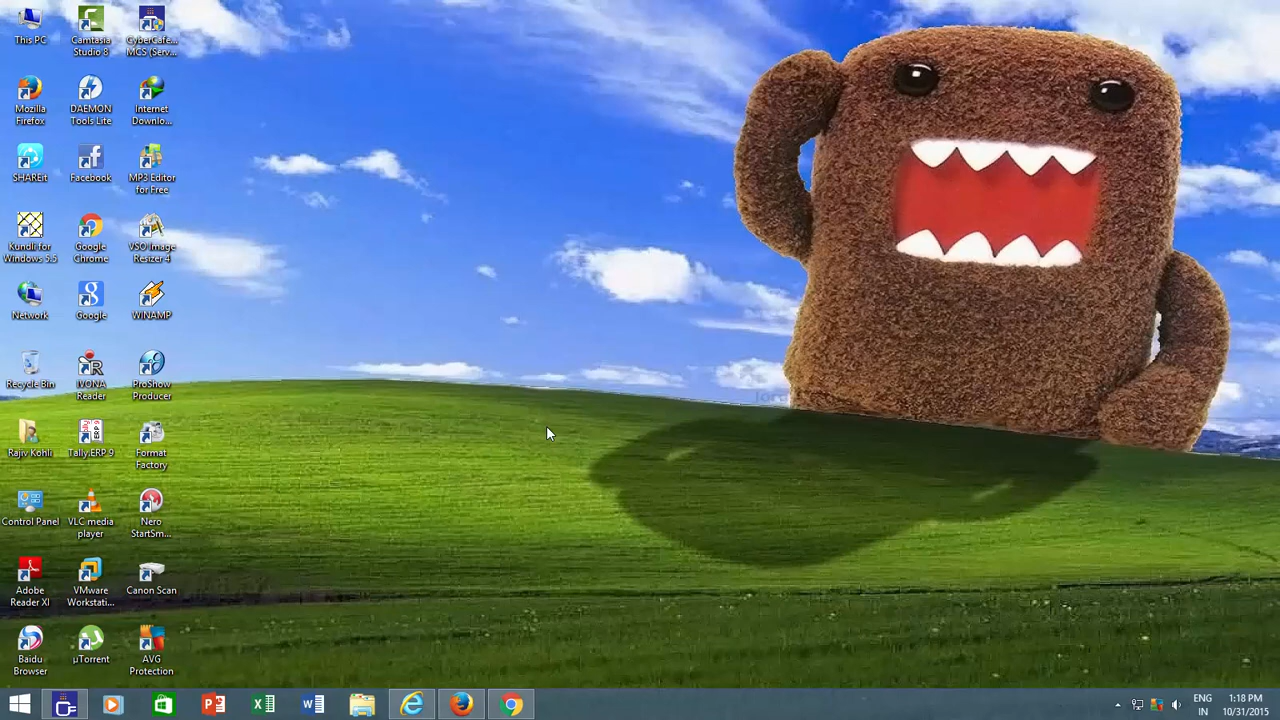 This PC
Camtasia
Studio 8
CyberCafe...
MCS (Serv...
Mozilla
Firefox
DAEMON
Tools Lite
Internet
Downlo...
SHAREit
Facebook
MP3 Editor
for Free
Kundli for
Windows 5.5
Google
Chrome
VSO Image
Resizer 4
Network
Google
WINAMP
Recycle Bin
IVONA
Reader
ProShow
Producer
Rajiv Kohli
Tally.ERP 9
Format
Factory
Control Panel
VLC media
player
Nero
StartSm...
Adobe
Reader XI
VMware
Workstati...
Canon Scan
Baidu
Browser
µTorrent
AVG
Protection
ENG
IN
1:18 PM
10/31/2015